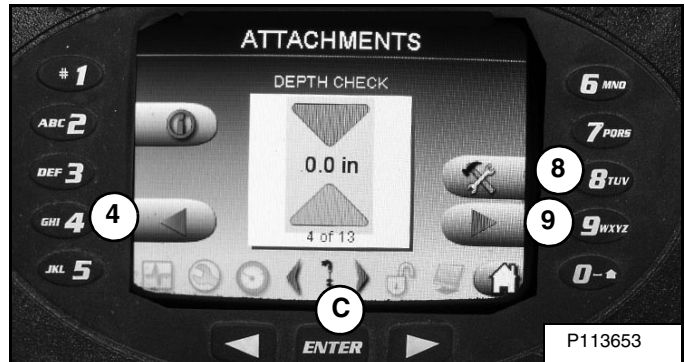 ATTACHMENTS
DEPTH CHECK
0.0 in
4 of 13
# 1
ABC 2
DEF 3
GHI 4
JKL 5
6 MNO
7 PQRS
8 TUV
9 WXYZ
0-
4
8
9
C
ENTER
P113653